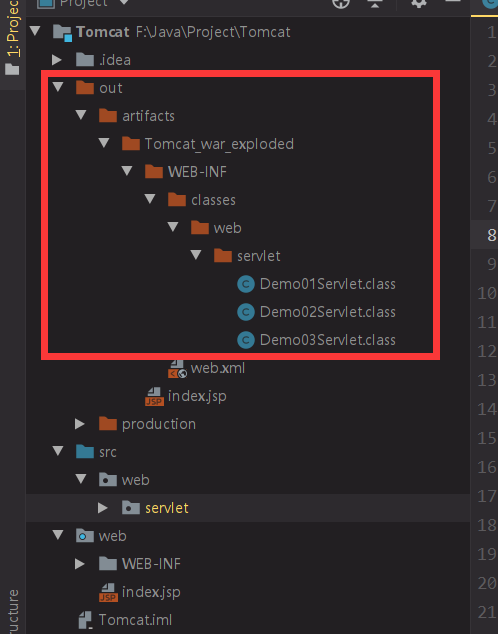 Project
1: Project
Tomcat F:\Java\Project\Tomcat
.idea
out
artifacts
Tomcat_war_exploded
WEB-INF
classes
web
servlet
Demo01Servlet.class
Demo02Servlet.class
Demo03Servlet.class
web.xml
index.jsp
production
src
web
servlet
web
WEB-INF
index.jsp
Tomcat.iml
ucture
1
2
3
4
5
6
7
8
9
10
11
12
13
14
15
16
17
18
19
20
21